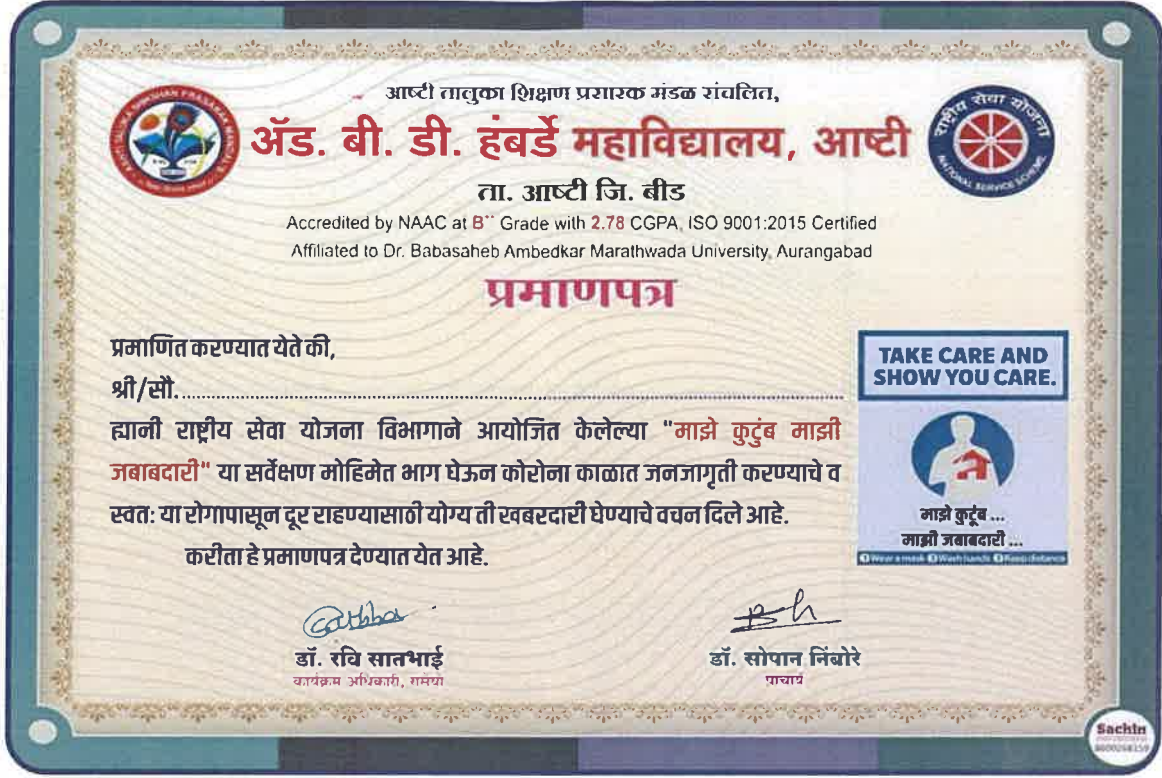 आष्टी तालुका शिक्षण प्रसारक मंडळ संचलित,
ॲड. बी. डी. हंबर्डे महाविद्यालय, आष्टी
ता. आष्टी जि. बीड
Accredited by NAAC at B⁺⁺ Grade with 2.78 CGPA, ISO 9001:2015 Certified
Affiliated to Dr. Babasaheb Ambedkar Marathwada University, Aurangabad
राष्ट्रीय सेवा योजना
NATIONAL SERVICE SCHEME
प्रमाणपत्र
प्रमाणित करण्यात येते की,
श्री/सौ.
ह्यानी राष्ट्रीय सेवा योजना विभागाने आयोजित केलेल्या "माझे कुटुंब माझी
जबाबदारी" या सर्वेक्षण मोहिमेत भाग घेऊन कोरोना काळात जनजागृती करण्याचे व
स्वतः या रोगापासून दूर राहण्यासाठी योग्य ती खबरदारी घेण्याचे वचन दिले आहे.
करीता हे प्रमाणपत्र देण्यात येत आहे.
TAKE CARE AND
SHOW YOU CARE.
माझे कुटूंब ...
माझी जबाबदारी ...
Wear a mask Wash hands Keep distance
डॉ. रवि सातभाई
कार्यक्रम अधिकारी, रासेयो
डॉ. सोपान निंबोरे
प्राचार्य
Sachin